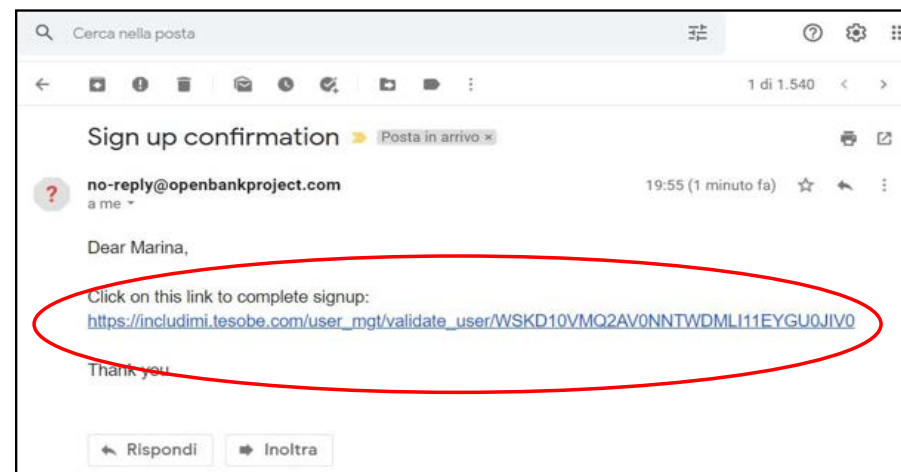 Cerca nella posta
1 di 1.540
Sign up confirmation Posta in arrivo ×
no-reply@openbankproject.com 19:55 (1 minuto fa)
a me
Dear Marina,
Click on this link to complete signup:
https://includimi.tesobe.com/user_mgt/validate_user/WSKD10VMQ2AV0NNTWDMLI11EYGU0JIV0
Thank you
Rispondi Inoltra